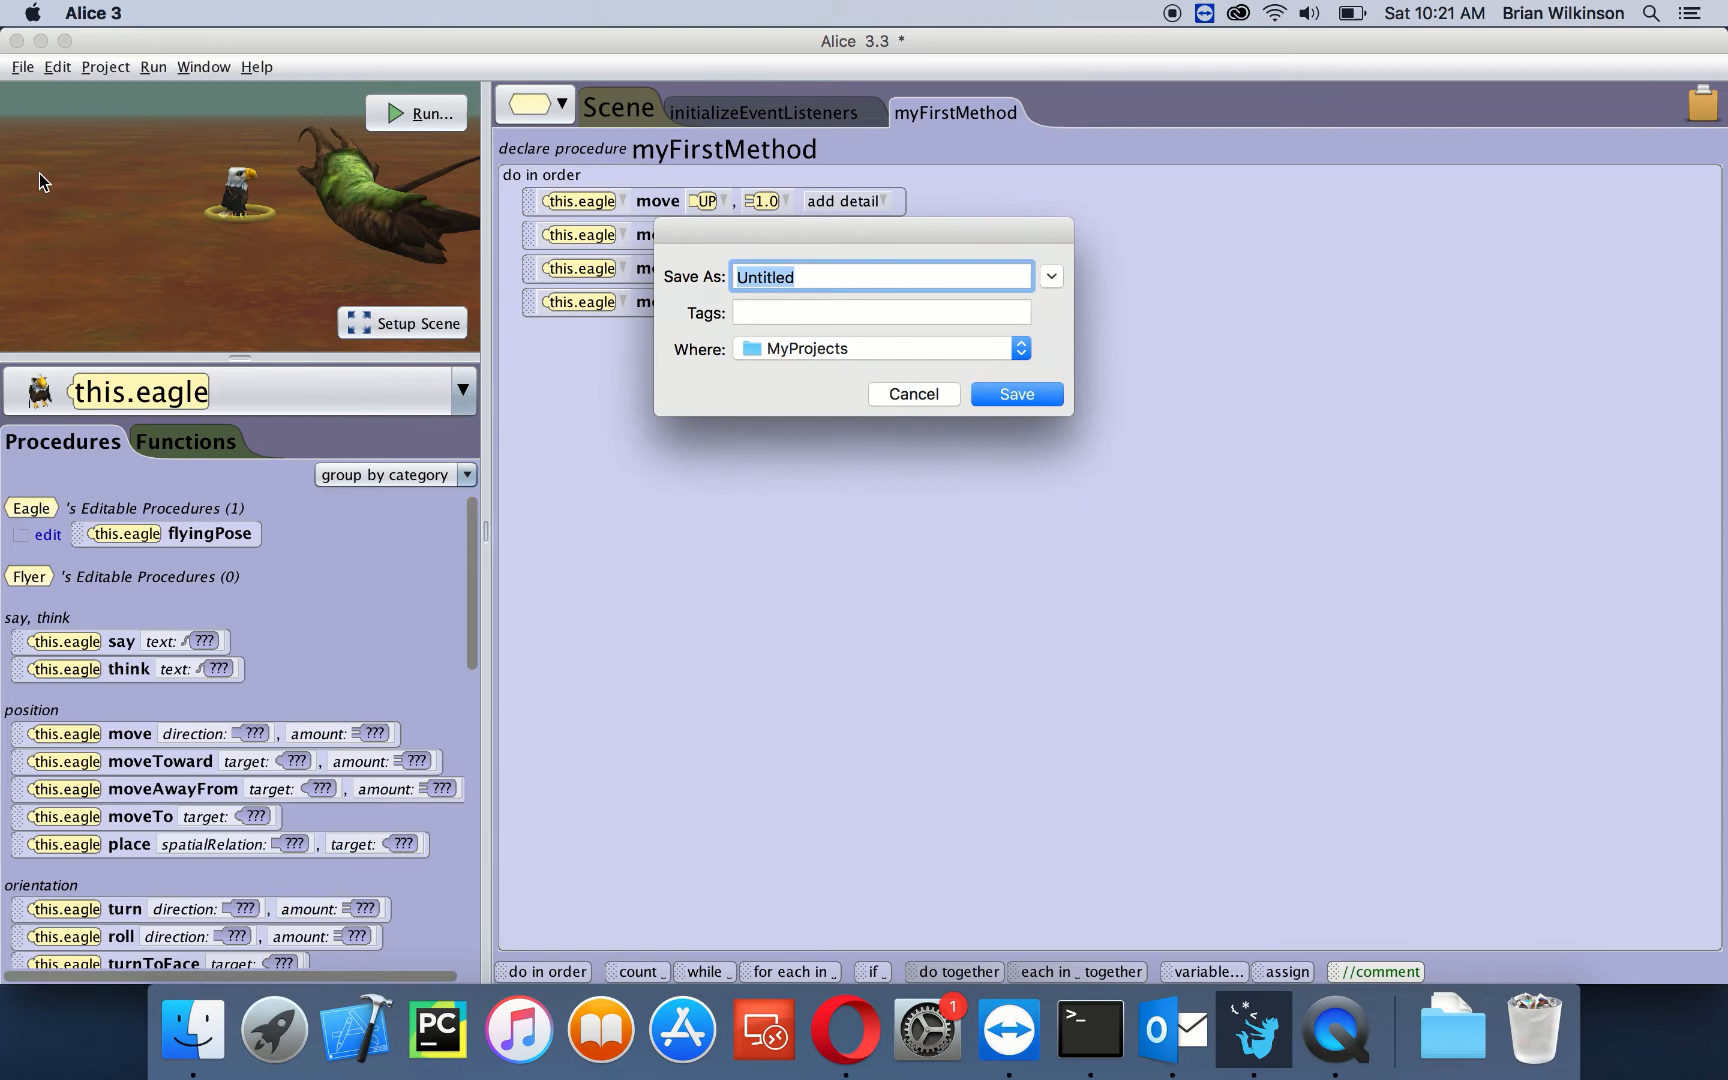 Alice 3
Sat 10:21 AM
Brian Wilkinson
Alice 3.3 *
File Edit Project Run Window Help
Run...
Setup Scene
Scene
initializeEventListeners
myFirstMethod
declare procedure myFirstMethod
do in order
this.eagle move UP , 1.0 add detail
this.eagle
this.eagle
this.eagle
Save As: Untitled
Tags:
Where: MyProjects
Cancel
Save
this.eagle
Procedures
Functions
group by category
Eagle 's Editable Procedures (1)
edit this.eagle flyingPose
Flyer 's Editable Procedures (0)
say, think
this.eagle say text: ???
this.eagle think text: ???
position
this.eagle move direction: ??? , amount: ???
this.eagle moveToward target: ??? , amount: ???
this.eagle moveAwayFrom target: ??? , amount: ???
this.eagle moveTo target: ???
this.eagle place spatialRelation: ??? , target: ???
orientation
this.eagle turn direction: ??? , amount: ???
this.eagle roll direction: ??? , amount: ???
this.eagle turnToFace target: ???
do in order
count _
while _
for each in _
if _
do together
each in _ together
variable...
assign
//comment
PC
1
>_
O